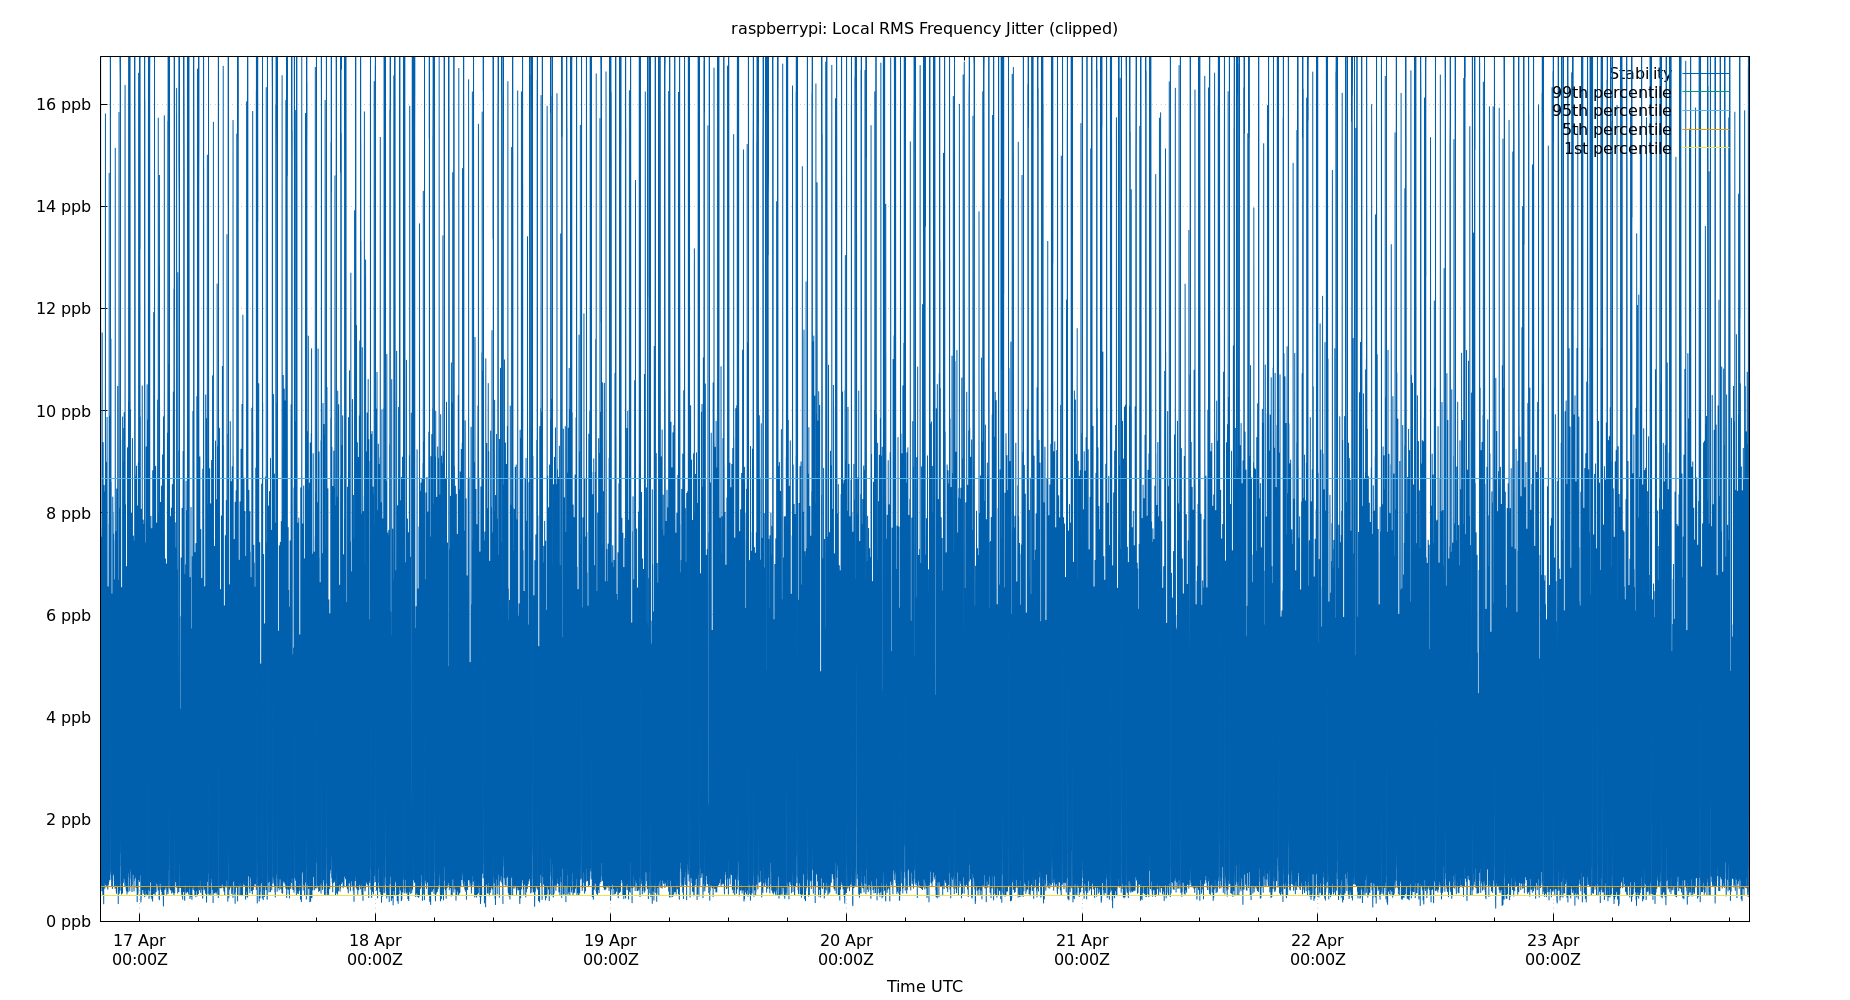 raspberrypi: Local RMS Frequency Jitter (clipped)
Stability
99th percentile
95th percentile
5th percentile
1st percentile
16 ppb
14 ppb
12 ppb
10 ppb
8 ppb
6 ppb
4 ppb
2 ppb
0 ppb
17 Apr 18 Apr 19 Apr 20 Apr 21 Apr 22 Apr 23 Apr
00:00Z 00:00Z 00:00Z 00:00Z 00:00Z 00:00Z 00:00Z
Time UTC